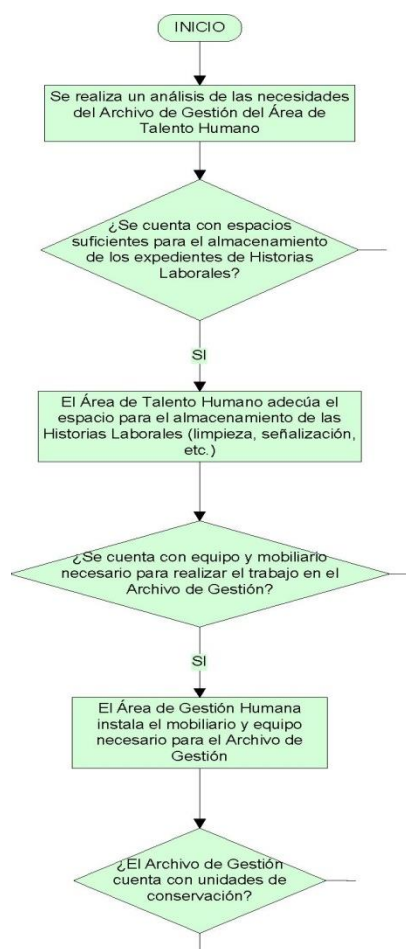 INICIO
Se realiza un análisis de las necesidades
del Archivo de Gestión del Área de
Talento Humano
¿Se cuenta con espacios
suficientes para el almacenamiento
de los expedientes de Historias
Laborales?
SI
El Área de Talento Humano adecúa el
espacio para el almacenamiento de las
Historias Laborales (limpieza, señalización,
etc.)
¿Se cuenta con equipo y mobiliario
necesario para realizar el trabajo en el
Archivo de Gestión?
SI
El Área de Gestión Humana
instala el mobiliario y equipo
necesario para el Archivo de
Gestión
¿El Archivo de Gestión
cuenta con unidades de
conservación?